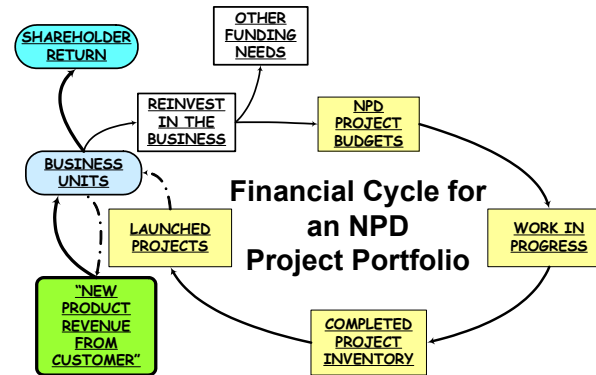 OTHER
FUNDING
NEEDS
SHAREHOLDER
RETURN
REINVEST
IN THE
BUSINESS
NPD
PROJECT
BUDGETS
BUSINESS
UNITS
Financial Cycle for
an NPD
Project Portfolio
LAUNCHED
PROJECTS
WORK IN
PROGRESS
"NEW
PRODUCT
REVENUE
FROM
CUSTOMER"
COMPLETED
PROJECT
INVENTORY